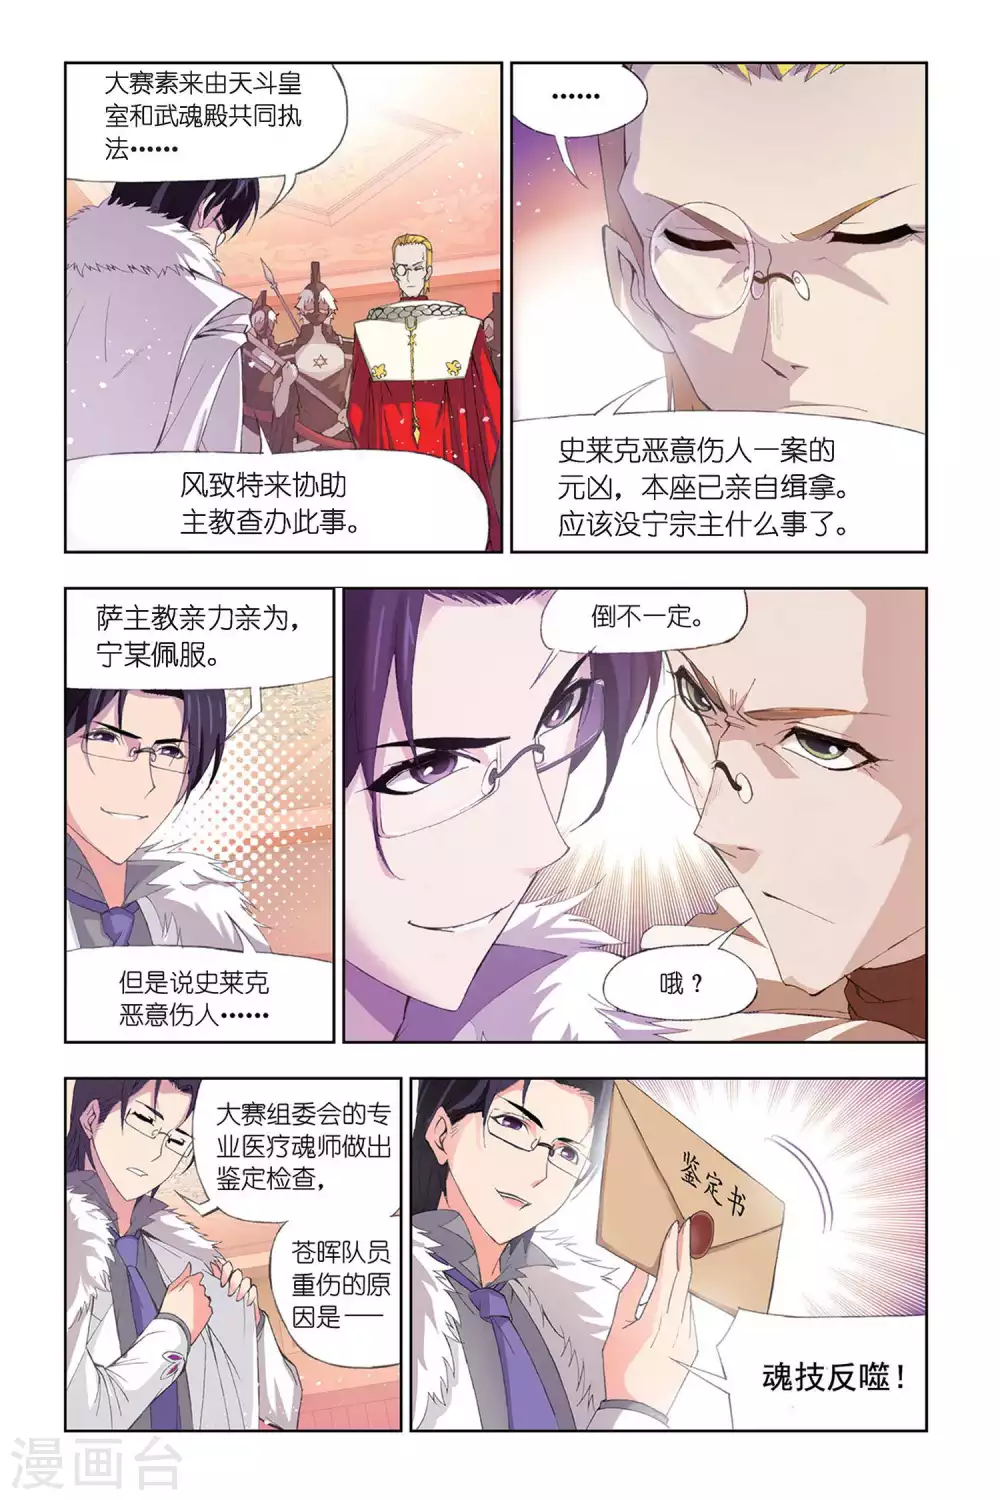 大赛素来由天斗皇
室和武魂殿共同执
法……
风致特来协助
主教查办此事。
……
史莱克恶意伤人一案的
元凶，本座已亲自缉拿。
应该没宁宗主什么事了。
萨主教亲力亲为，
宁某佩服。
但是说史莱克
恶意伤人……
倒不一定。
哦？
大赛组委会的专
业医疗魂师做出
鉴定检查，
苍晖队员
重伤的原
因是——
鉴定书
魂技反噬！
漫画台